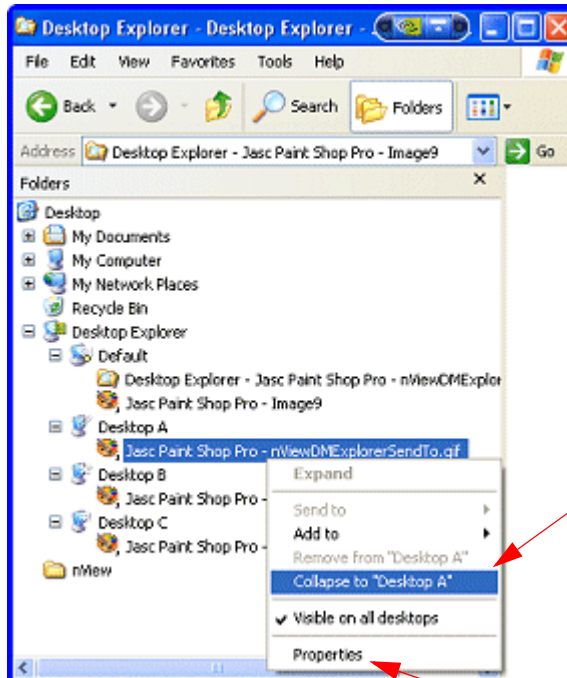 Desktop Explorer - Desktop Explorer -
File Edit View Favorites Tools Help
Back Search Folders
Address Desktop Explorer - Jasc Paint Shop Pro - Image9 Go
Folders
Desktop
My Documents
My Computer
My Network Places
Recycle Bin
Desktop Explorer
Default
Desktop Explorer - Jasc Paint Shop Pro - nViewDMExplor
Jasc Paint Shop Pro - Image9
Desktop A
Jasc Paint Shop Pro - nViewDMExplorerSendTo.gif
Desktop B
Jasc Paint Shop Pro -
Desktop C
Jasc Paint Shop Pro -
nView
Expand
Send to
Add to
Remove from "Desktop A"
Collapse to "Desktop A"
Visible on all desktops
Properties